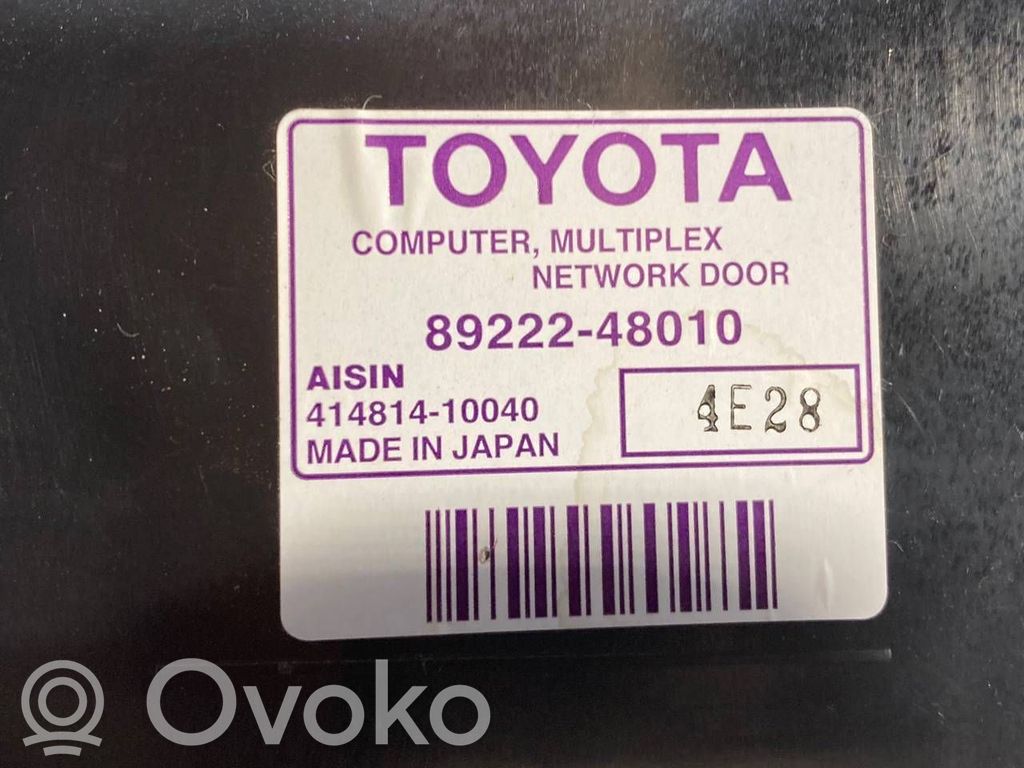 TOYOTA
COMPUTER, MULTIPLEX
NETWORK DOOR
89222-48010
AISIN
414814-10040
MADE IN JAPAN
4E28
Ovoko